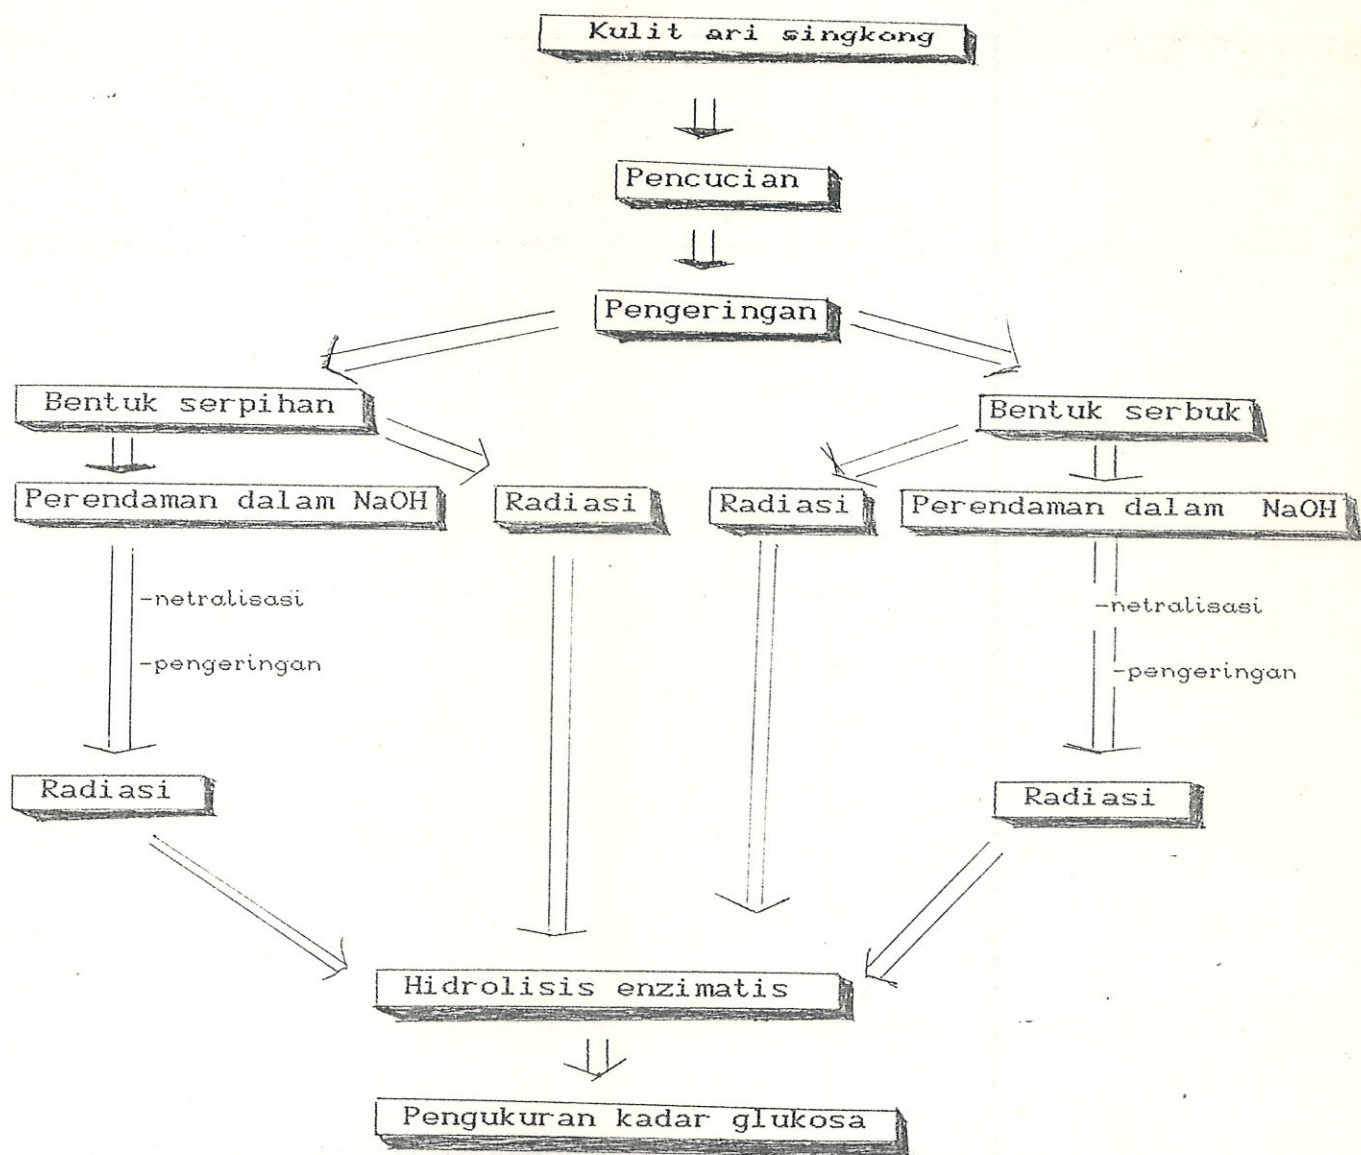 Kulit ari singkong
Pencucian
Pengeringan
Bentuk serpihan
Bentuk serbuk
Perendaman dalam NaOH
Radiasi
Radiasi
Perendaman dalam NaOH
-netralisasi
-netralisasi
-pengeringan
-pengeringan
Radiasi
Radiasi
Hidrolisis enzimatis
Pengukuran kadar glukosa